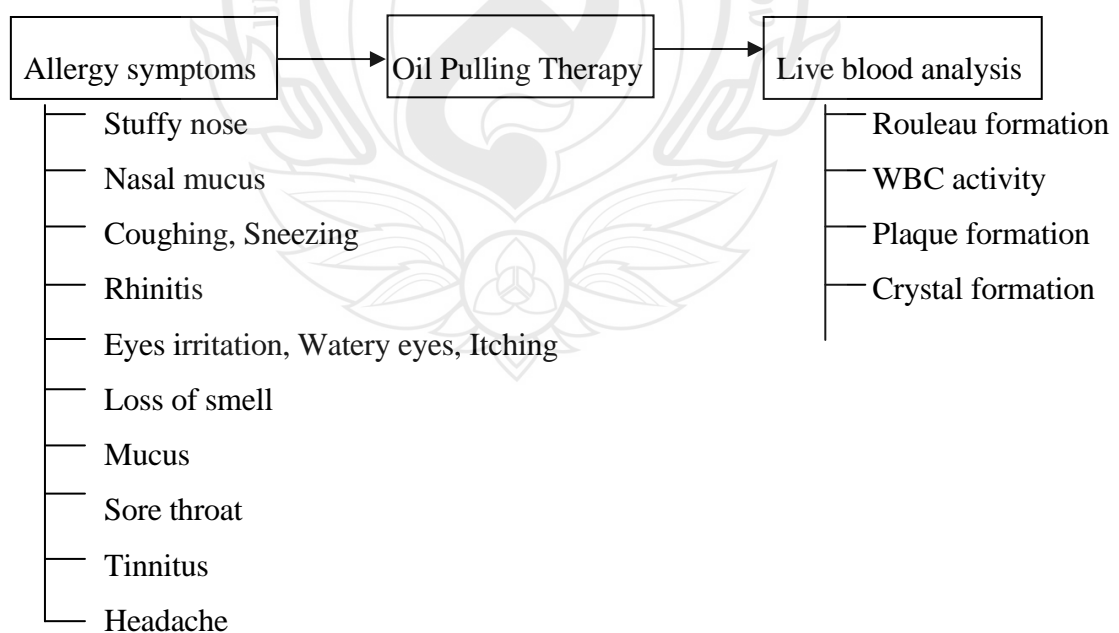 Allergy symptoms
Stuffy nose
Nasal mucus
Coughing, Sneezing
Rhinitis
Eyes irritation, Watery eyes, Itching
Loss of smell
Mucus
Sore throat
Tinnitus
Headache
Oil Pulling Therapy
Live blood analysis
Rouleau formation
WBC activity
Plaque formation
Crystal formation